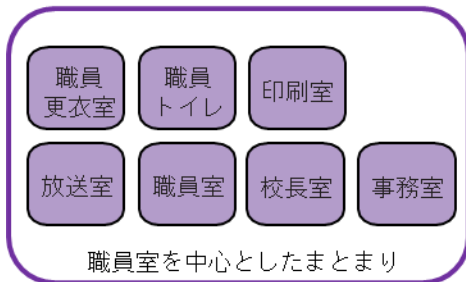 職員
更衣室
職員
トイレ
印刷室
放送室
職員室
校長室
事務室
職員室を中心としたまとまり